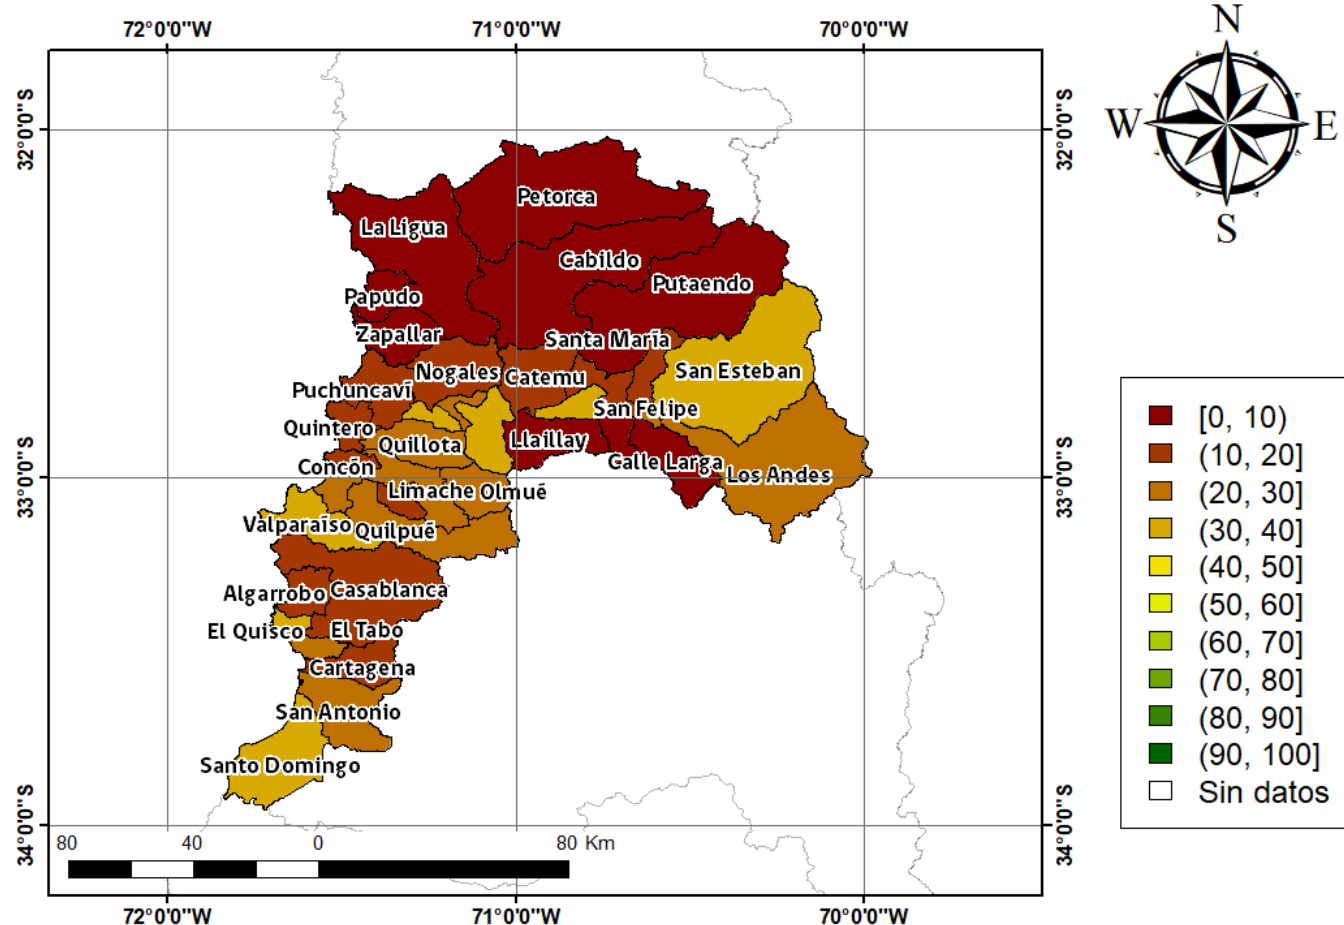 72°0'0"W 71°0'0"W 70°0'0"W
N
W E
S
32°0'0"S 32°0'0"S
Petorca
La Ligua
Cabildo
Putaendo
Papudo
Zapallar
Santa María
Nogales
Catemu
San Esteban
Puchuncaví
San Felipe
Quintero
Quillota
Llaillay
Concón
Calle Larga
Los Andes
33°0'0"S 33°0'0"S
Limache
Olmué
Valparaíso
Quilpué
Algarrobo
Casablanca
El Quisco
El Tabo
Cartagena
San Antonio
Santo Domingo
34°0'0"S 34°0'0"S
80 40 0 80 Km
72°0'0"W 71°0'0"W 70°0'0"W
[0, 10)
(10, 20]
(20, 30]
(30, 40]
(40, 50]
(50, 60]
(60, 70]
(70, 80]
(80, 90]
(90, 100]
Sin datos